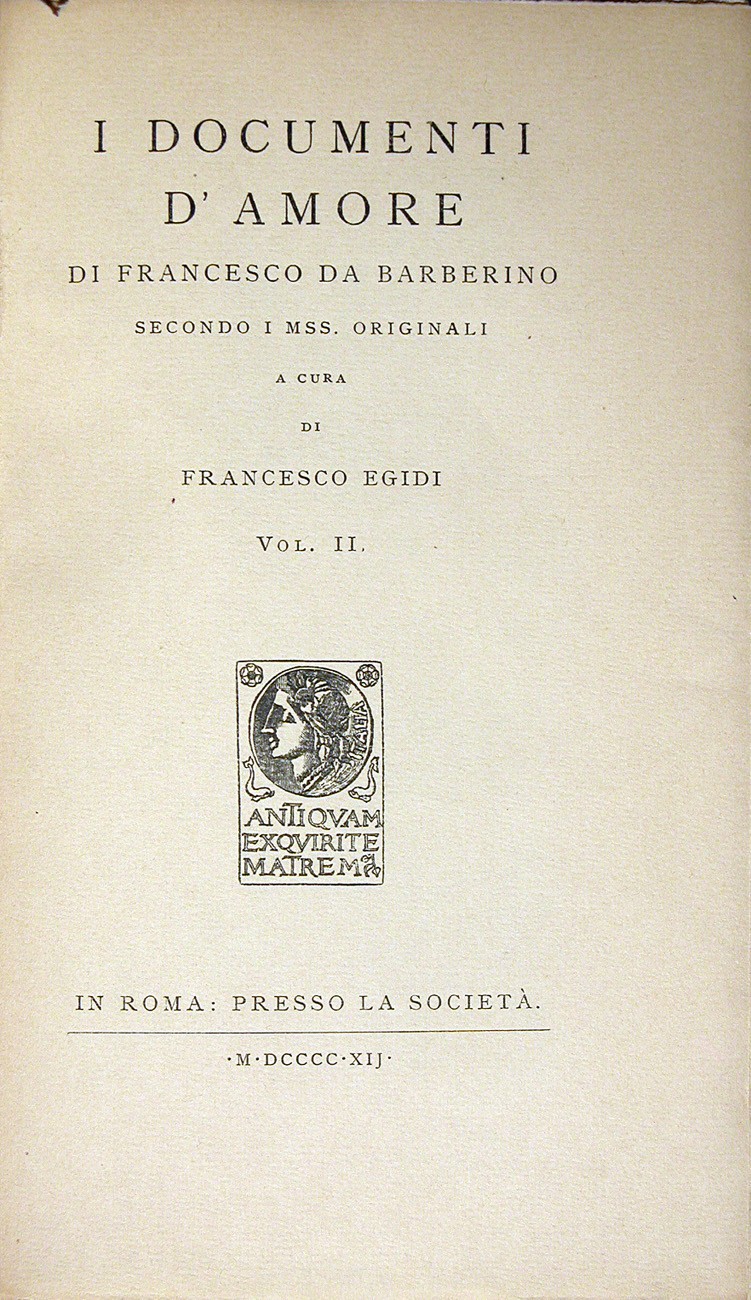 I DOCUMENTI
D' AMORE
DI FRANCESCO DA BARBERINO
SECONDO I MSS. ORIGINALI
A CURA
DI
FRANCESCO EGIDI
VOL. II.
ITALIA
ANTIQVAM
EXQVIRITE
MATREM
IN ROMA: PRESSO LA SOCIETÀ.
·M·DCCCC·XIJ·